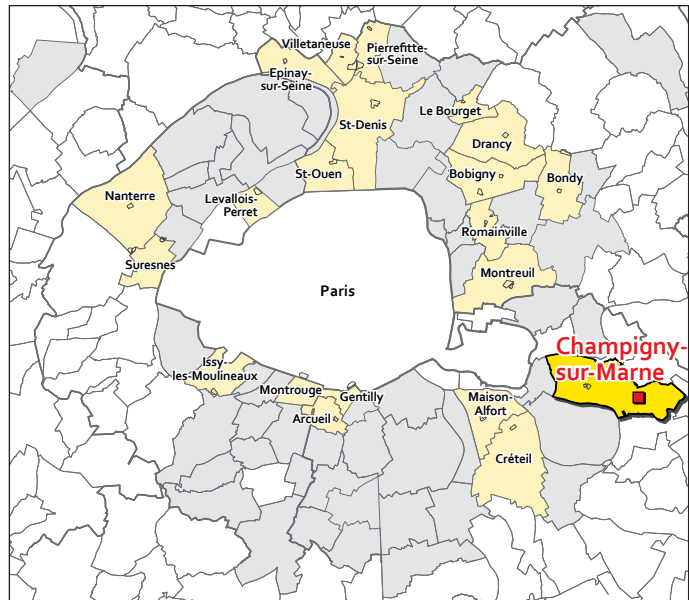 Villetaneuse
Pierrefitte-
sur-Seine
Epinay-
sur-Seine
Le Bourget
St-Denis
Drancy
St-Ouen
Bobigny
Bondy
Nanterre
Levallois-
Perret
Romainville
Suresnes
Montreuil
Paris
Champigny-
sur-Marne
Issy-
les-Moulineaux
Montrouge
Gentilly
Maison-
Alfort
Arcueil
Créteil